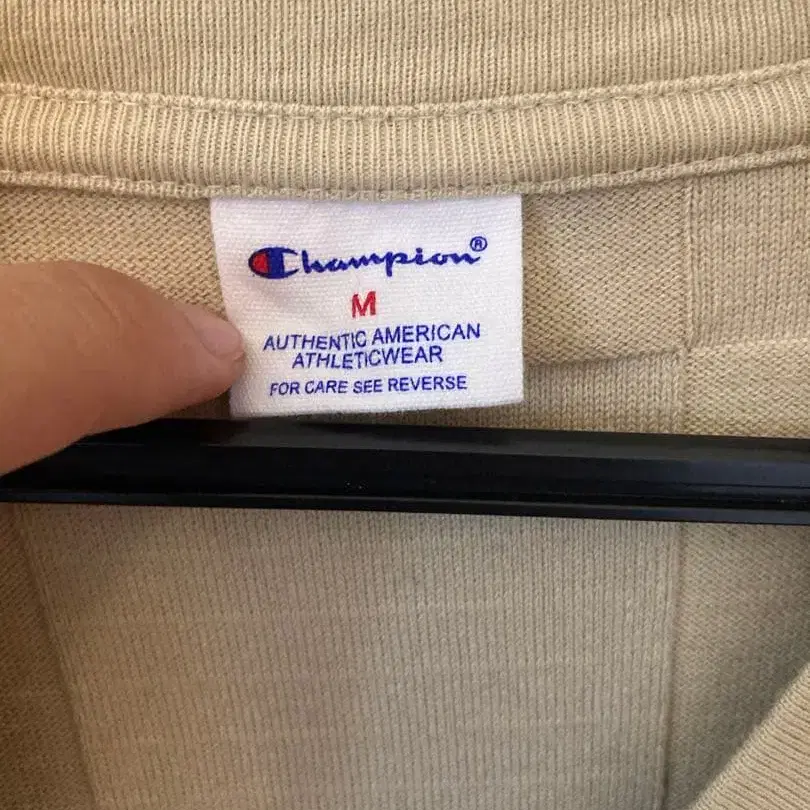 Champion®
M
AUTHENTIC AMERICAN
ATHLETICWEAR
FOR CARE SEE REVERSE